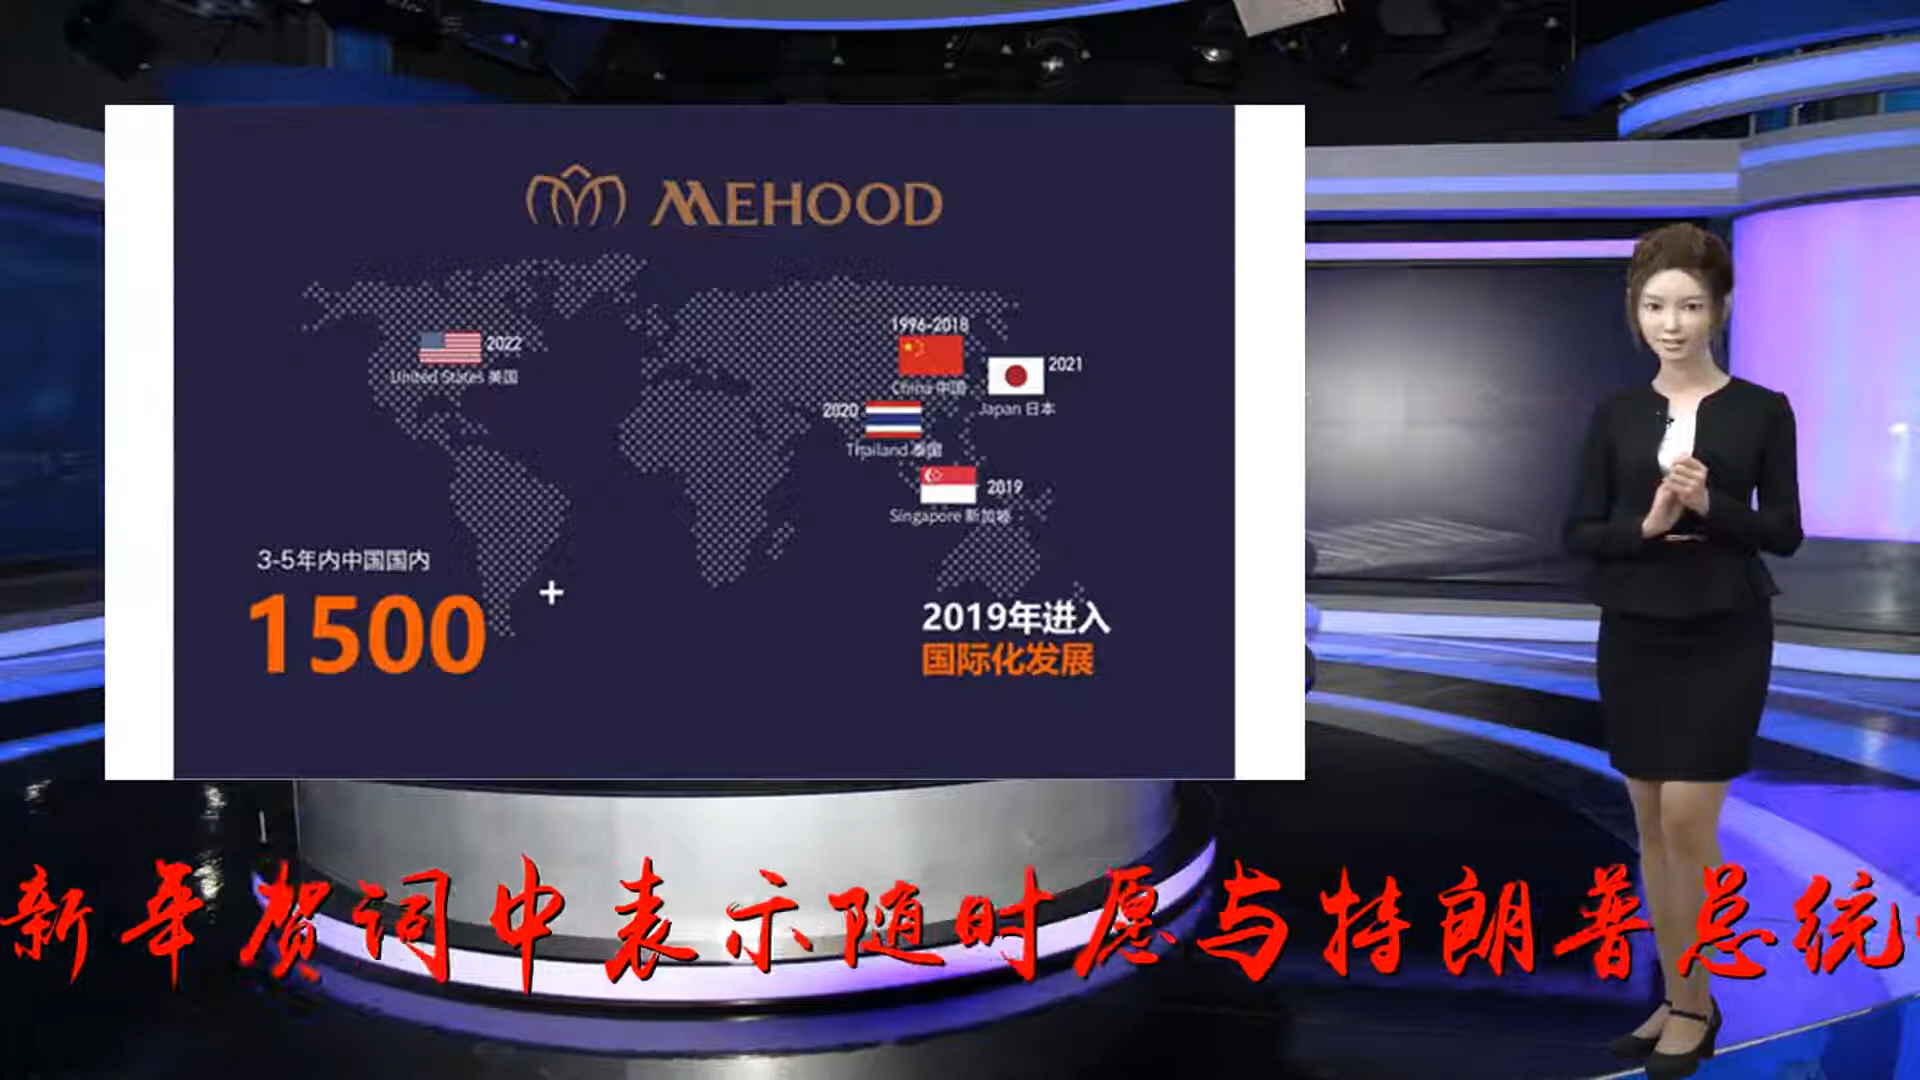 MEHOOD
1996-2018
2022
United States 美国
China 中国
2021
Japan 日本
2020
Thailand 泰国
2019
Singapore 新加坡
3-5年内中国国内
1500
+
2019年进入
国际化发展
新年贺词中表示随时愿与特朗普总统